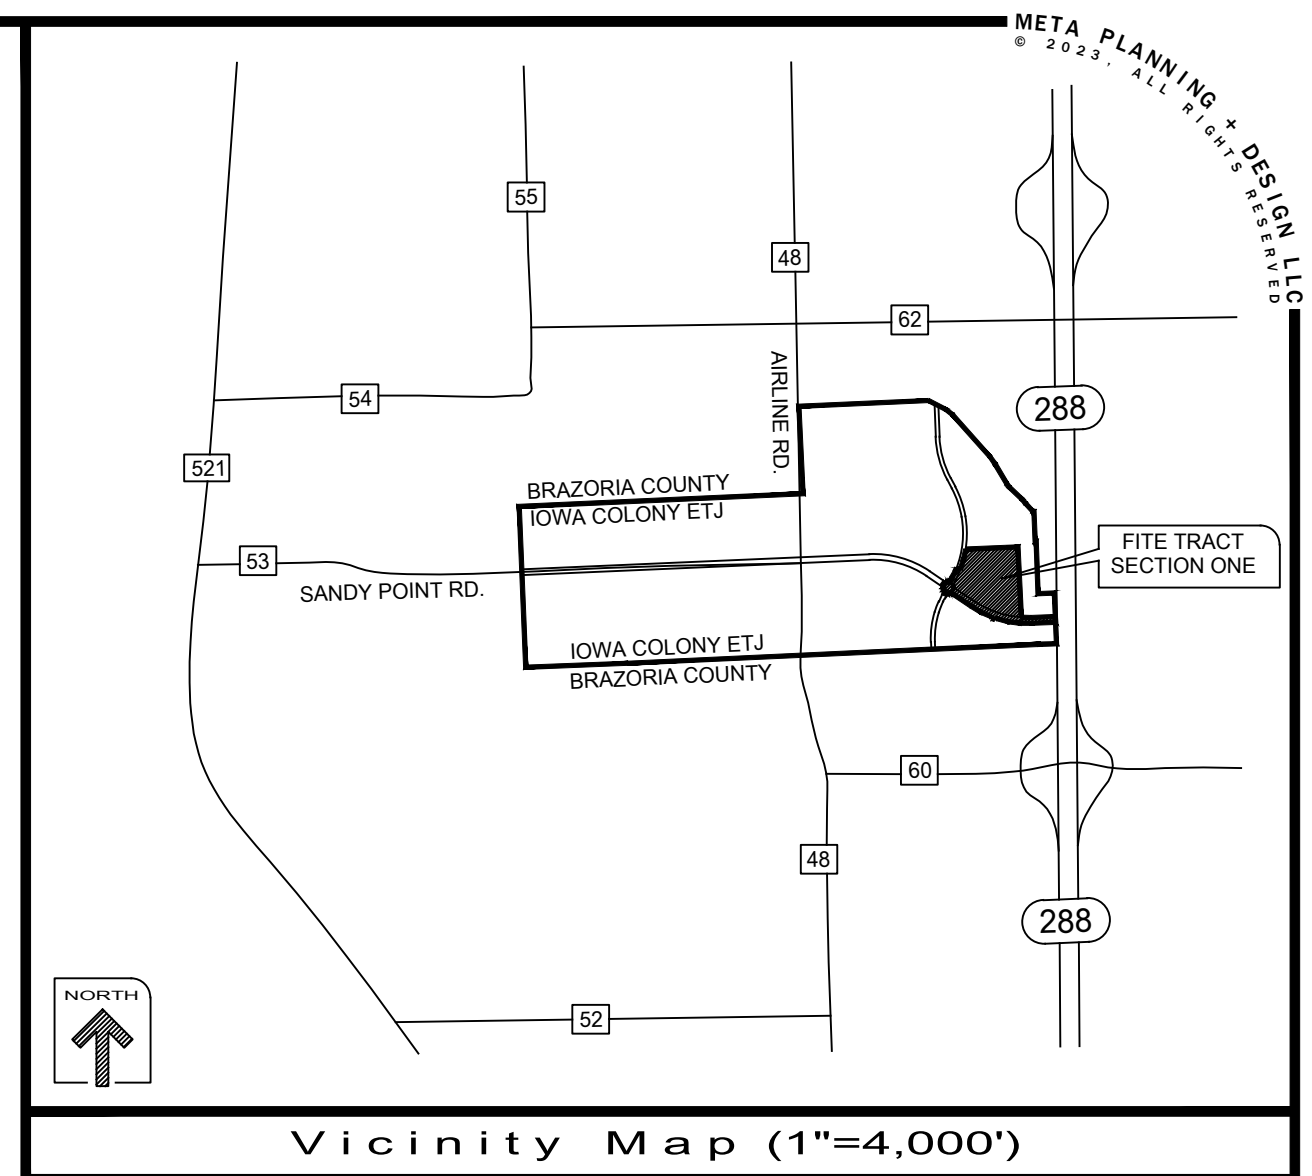 META PLANNING + DESIGN LLC
© 2023, ALL RIGHTS RESERVED
55
48
62
AIRLINE RD.
54
288
521
BRAZORIA COUNTY
IOWA COLONY ETJ
FITE TRACT
SECTION ONE
53
SANDY POINT RD.
IOWA COLONY ETJ
BRAZORIA COUNTY
60
48
288
NORTH
52
Vicinity Map (1"=4,000')